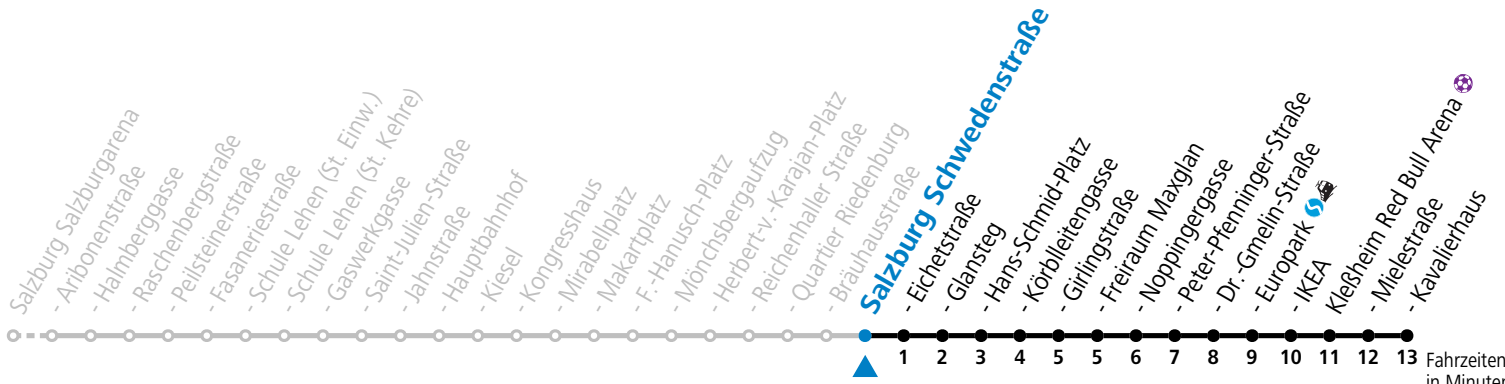 Salzburg Salzburgarena
- Aribonenstraße
- Halmberggasse
- Raschenbergstraße
- Peilsteinerstraße
- Fasaneriestraße
- Schule Lehen (St. Einw.)
- Schule Lehen (St. Kehre)
- Gaswerkgasse
- Saint-Julien-Straße
- Jahnstraße
- Hauptbahnhof
- Kiesel
- Kongresshaus
- Mirabellplatz
- Makartplatz
- F.-Hanusch-Platz
- Mönchsbergaufzug
- Herbert-v.-Karajan-Platz
- Reichenhaller Straße
- Quartier Riedenburg
- Bräuhausstraße
Salzburg Schwedenstraße
- Eichetstraße
- Glansteg
- Hans-Schmid-Platz
- Körbleitengasse
- Girlingstraße
- Freiraum Maxglan
- Noppingergasse
- Peter-Pfenninger-Straße
- Dr.-Gmelin-Straße
- Europark
- IKEA
Kleßheim Red Bull Arena
- Mielestraße
- Kavalierhaus
1 2 3 4 5 5 6 7 8 9 10 11 12 13 Fahrzeiten
in Minuten